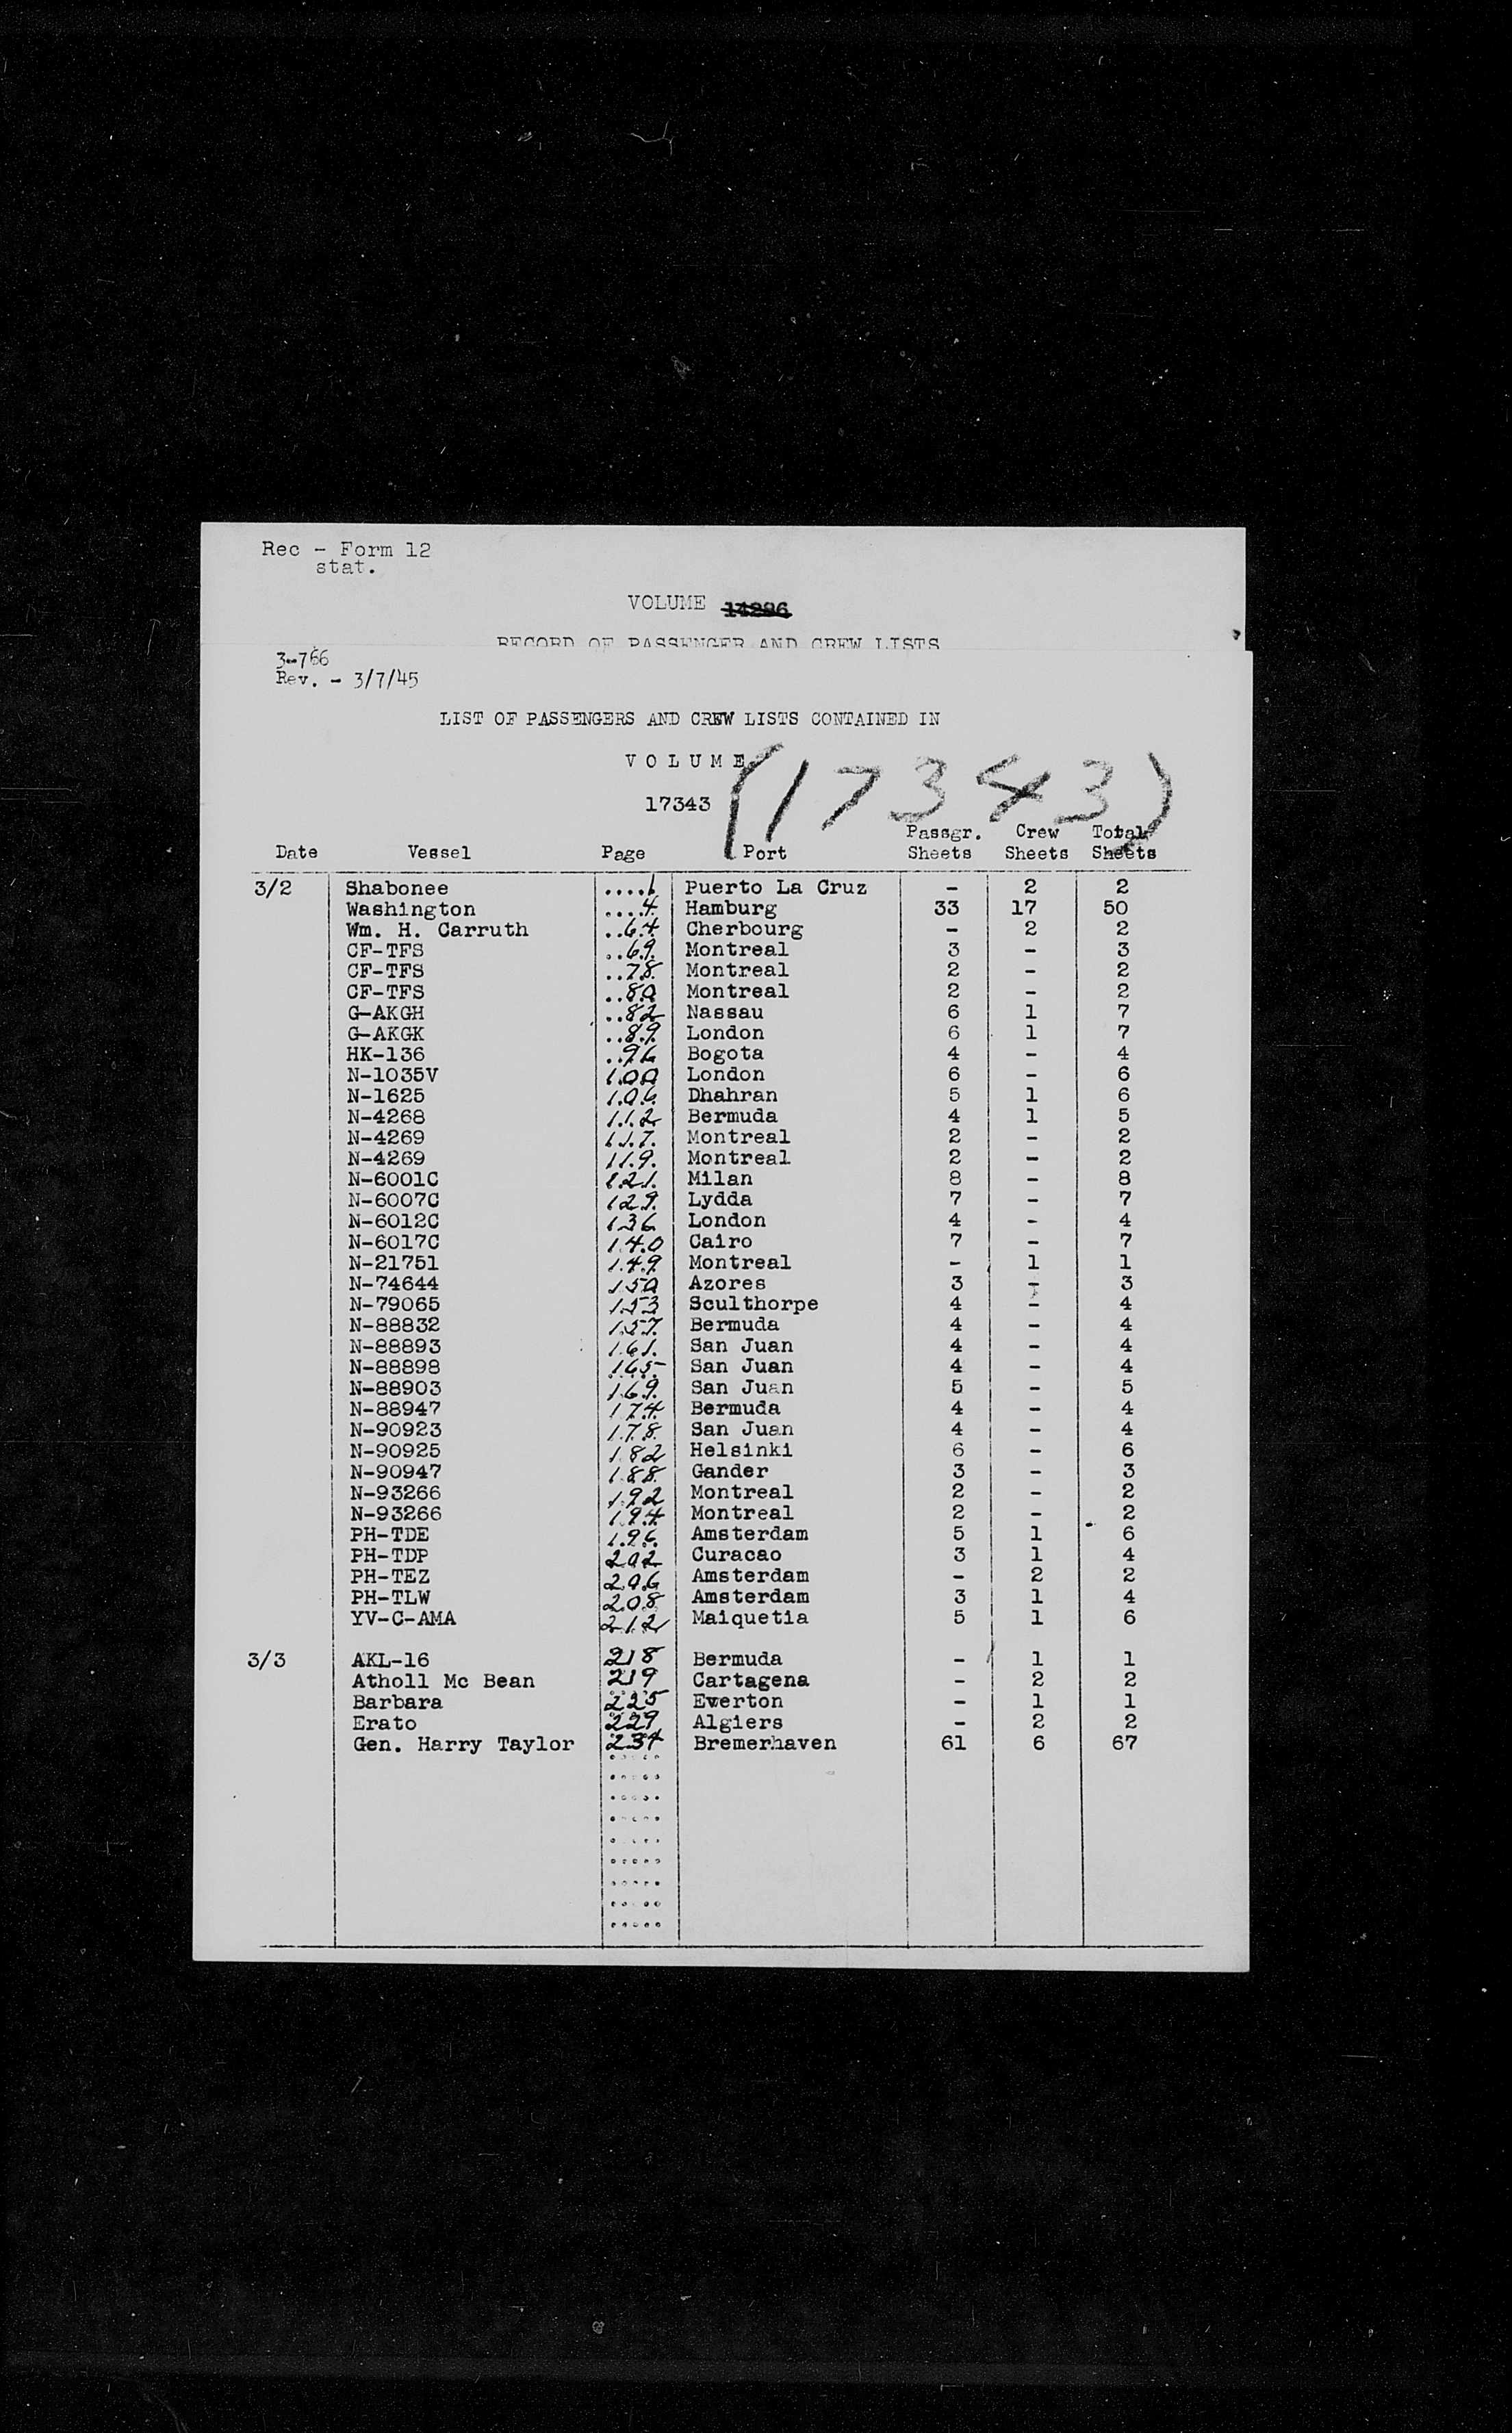 Rec - Form 12
stat.
VOLUME 14286
RECORD OF PASSENGER AND CREW LISTS
3-766
Rev. - 3/7/45
LIST OF PASSENGERS AND CREW LISTS CONTAINED IN
VOLUME
(17343)
17343
Date Vessel Page Port Passgr. Sheets Crew Sheets Total Sheets
3/2 Shabonee ....1 Puerto La Cruz - 2 2
Washington ....4 Hamburg 33 17 50
Wm. H. Carruth ..64 Cherbourg - 2 2
CF-TFS ..69 Montreal 3 - 3
CF-TFS ..78 Montreal 2 - 2
CF-TFS ..80 Montreal 2 - 2
G-AKGH ..82 Nassau 6 1 7
G-AKGK ..89 London 6 1 7
HK-136 ..96 Bogota 4 - 4
N-1035V 100 London 6 - 6
N-1625 106 Dhahran 5 1 6
N-4268 112 Bermuda 4 1 5
N-4269 117 Montreal 2 - 2
N-4269 119 Montreal 2 - 2
N-6001C 121 Milan 8 - 8
N-6007C 129 Lydda 7 - 7
N-6012C 136 London 4 - 4
N-6017C 140 Cairo 7 - 7
N-21751 149 Montreal - 1 1
N-74644 150 Azores 3 - 3
N-79065 153 Sculthorpe 4 - 4
N-88832 157 Bermuda 4 - 4
N-88893 161 San Juan 4 - 4
N-88898 165 San Juan 4 - 4
N-88903 169 San Juan 5 - 5
N-88947 174 Bermuda 4 - 4
N-90923 178 San Juan 4 - 4
N-90925 182 Helsinki 6 - 6
N-90947 188 Gander 3 - 3
N-93266 192 Montreal 2 - 2
N-93266 194 Montreal 2 - 2
PH-TDE 196 Amsterdam 5 1 6
PH-TDP 202 Curacao 3 1 4
PH-TEZ 206 Amsterdam - 2 2
PH-TLW 208 Amsterdam 3 1 4
YV-C-AMA 212 Maiquetia 5 1 6
3/3 AKL-16 218 Bermuda - 1 1
Atholl Mc Bean 219 Cartagena - 2 2
Barbara 225 Ewerton - 1 1
Erato 229 Algiers - 2 2
Gen. Harry Taylor 234 Bremerhaven 61 6 67